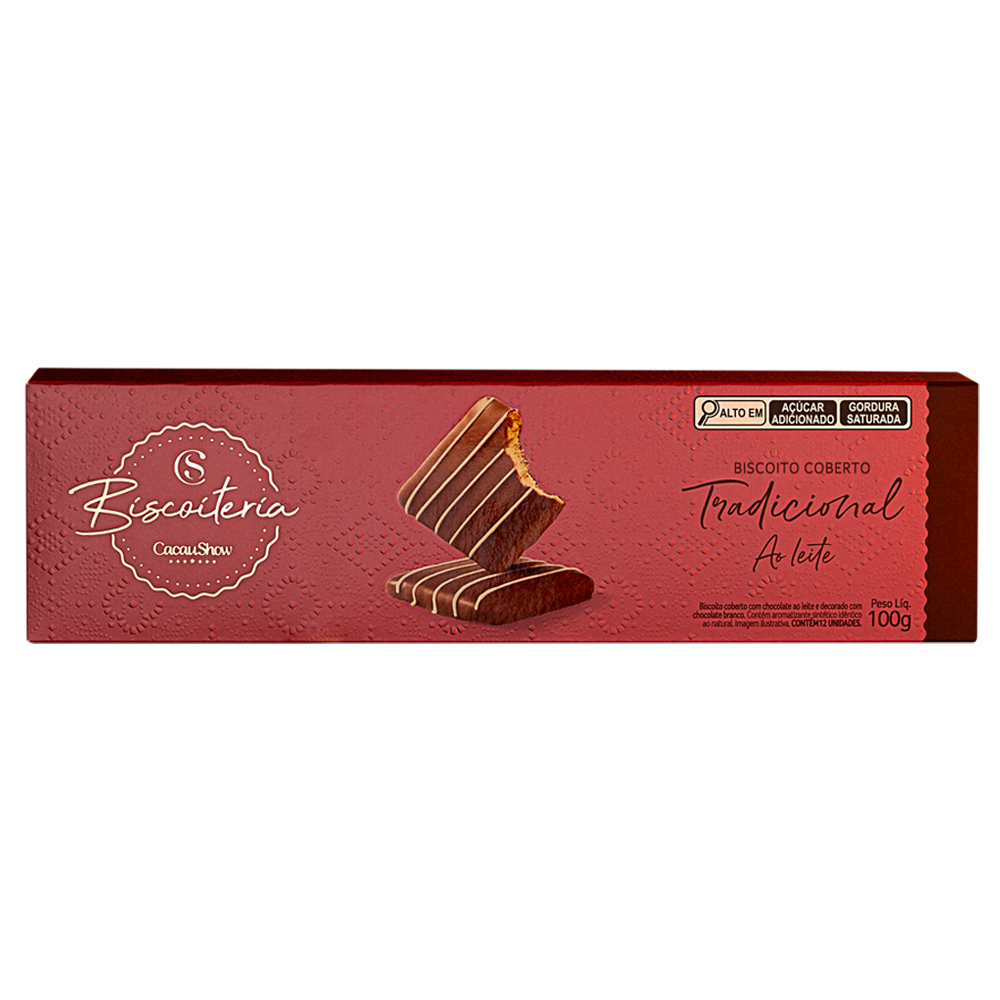 CS
Biscoiteria
CacauShow
ALTO EM
AÇÚCAR
ADICIONADO
GORDURA
SATURADA
BISCOITO COBERTO
Tradicional
Ao leite
Biscoito coberto com chocolate ao leite e decorado com
chocolate branco. Contém aromatizante sintético idêntico
ao natural, imagem ilustrativa. CONTÉM 12 UNIDADES.
Peso Líq.
100g